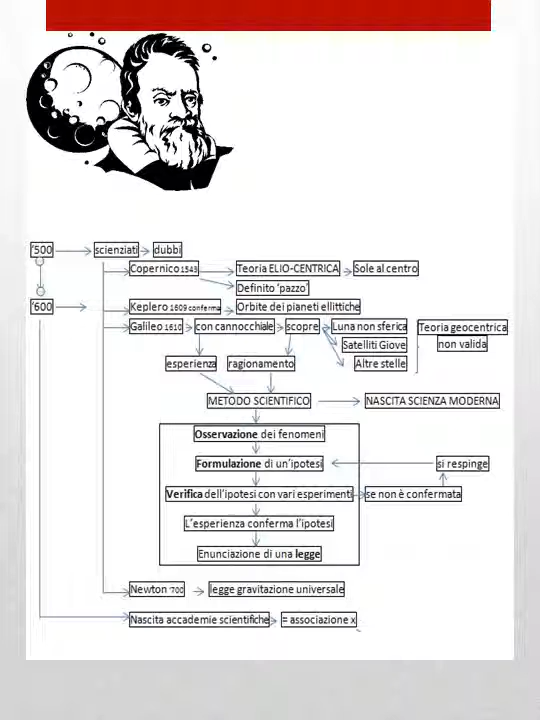 '500 scienziati dubbi
Copernico 1543 Teoria ELIO-CENTRICA Sole al centro
Definito 'pazzo'
'600 Keplero 1609 conferma Orbite dei pianeti ellittiche
Galileo 1610 con cannocchiale scopre Luna non sferica Teoria geocentrica
Satelliti Giove non valida
esperienza ragionamento Altre stelle
METODO SCIENTIFICO NASCITA SCIENZA MODERNA
Osservazione dei fenomeni
Formulazione di un'ipotesi si respinge
Verifica dell'ipotesi con vari esperimenti se non è confermata
L'esperienza conferma l'ipotesi
Enunciazione di una legge
Newton '700 legge gravitazione universale
Nascita accademie scientifiche = associazione x